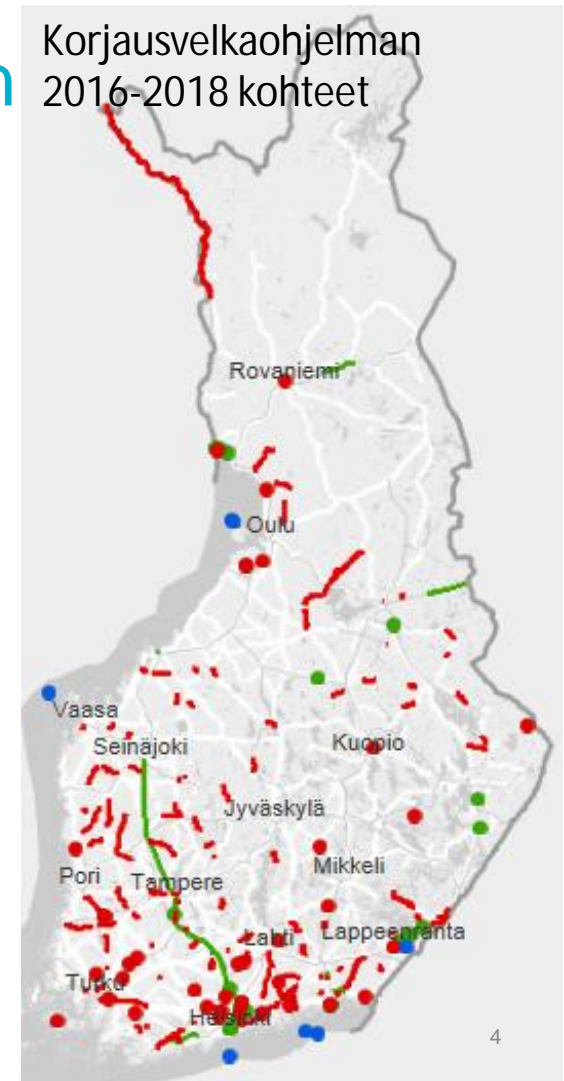 n
Korjausvelkaohjelman
2016-2018 kohteet
Rovaniemi
Oulu
Vaasa
Seinäjoki
Kuopio
Jyväskylä
Mikkeli
Pori
Tampere
Lahti
Lappeenranta
Turku
Helsinki
4